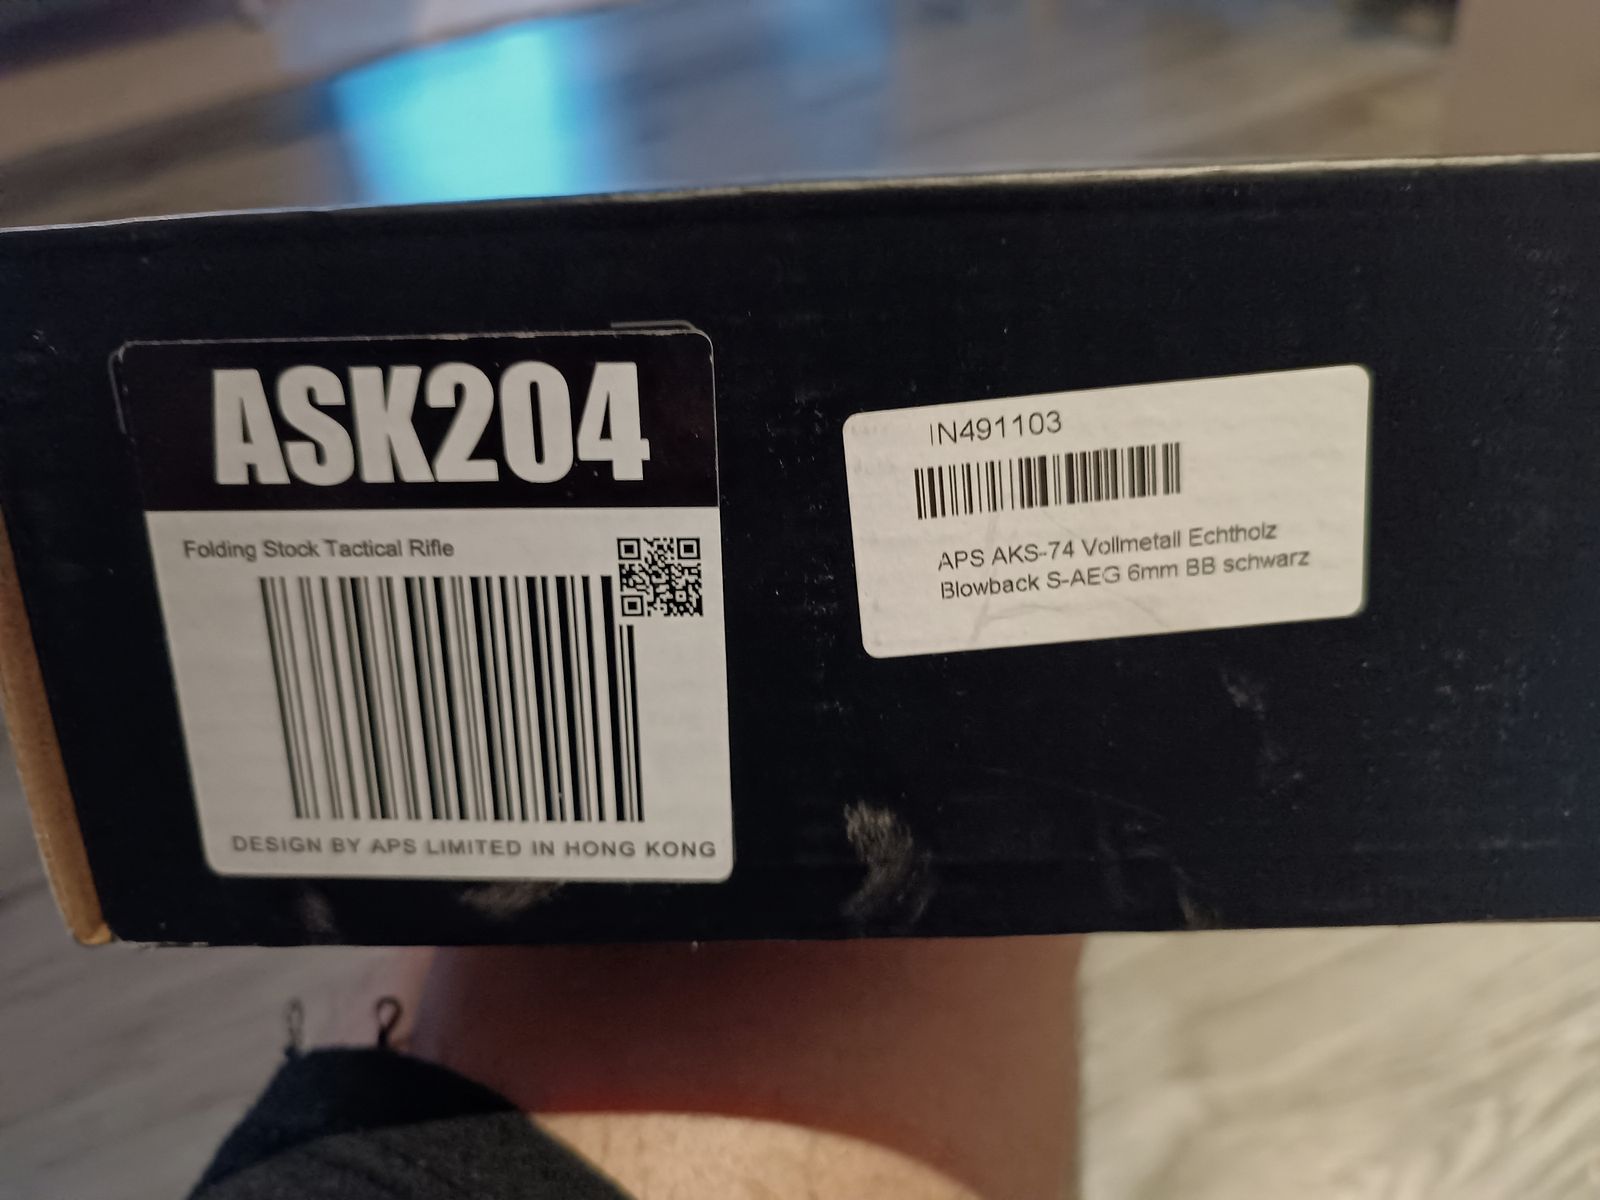 ASK204
Folding Stock Tactical Rifle
DESIGN BY APS LIMITED IN HONG KONG
IN491103
APS AKS-74 Vollmetall Echtholz
Blowback S-AEG 6mm BB schwarz